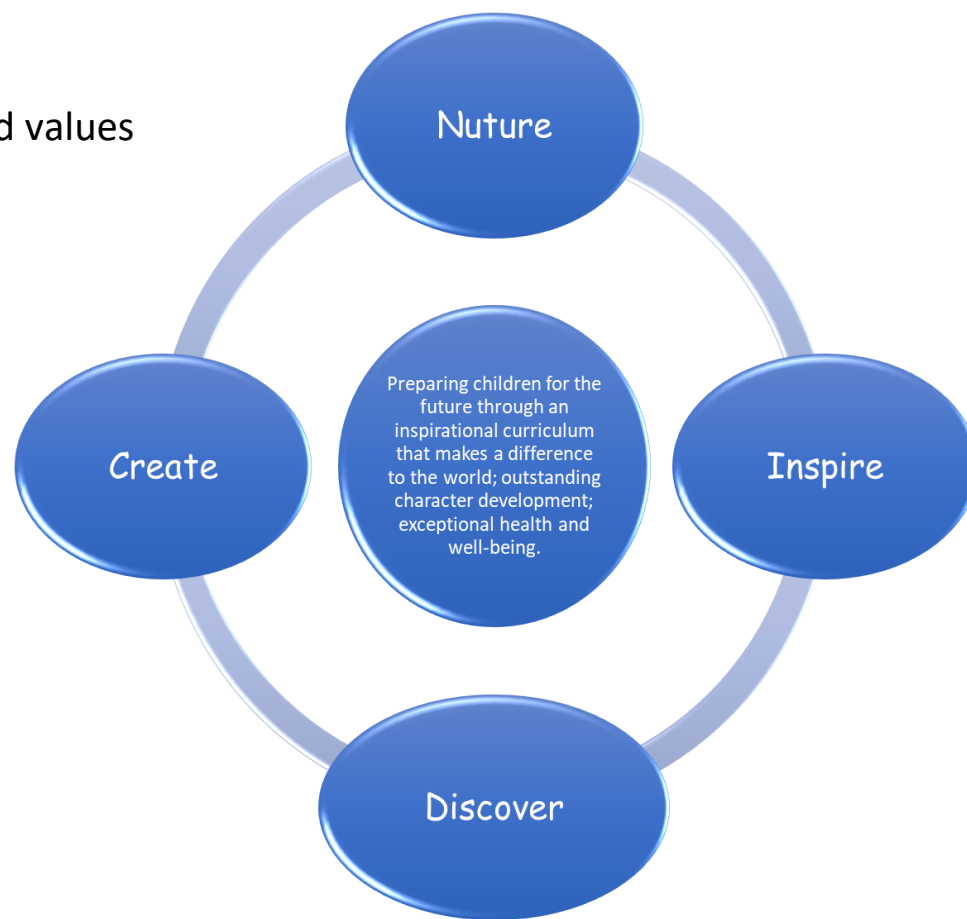 d values
Nuture
Create
Preparing children for the
future through an
inspirational curriculum
that makes a difference
to the world; outstanding
character development;
exceptional health and
well-being.
Inspire
Discover